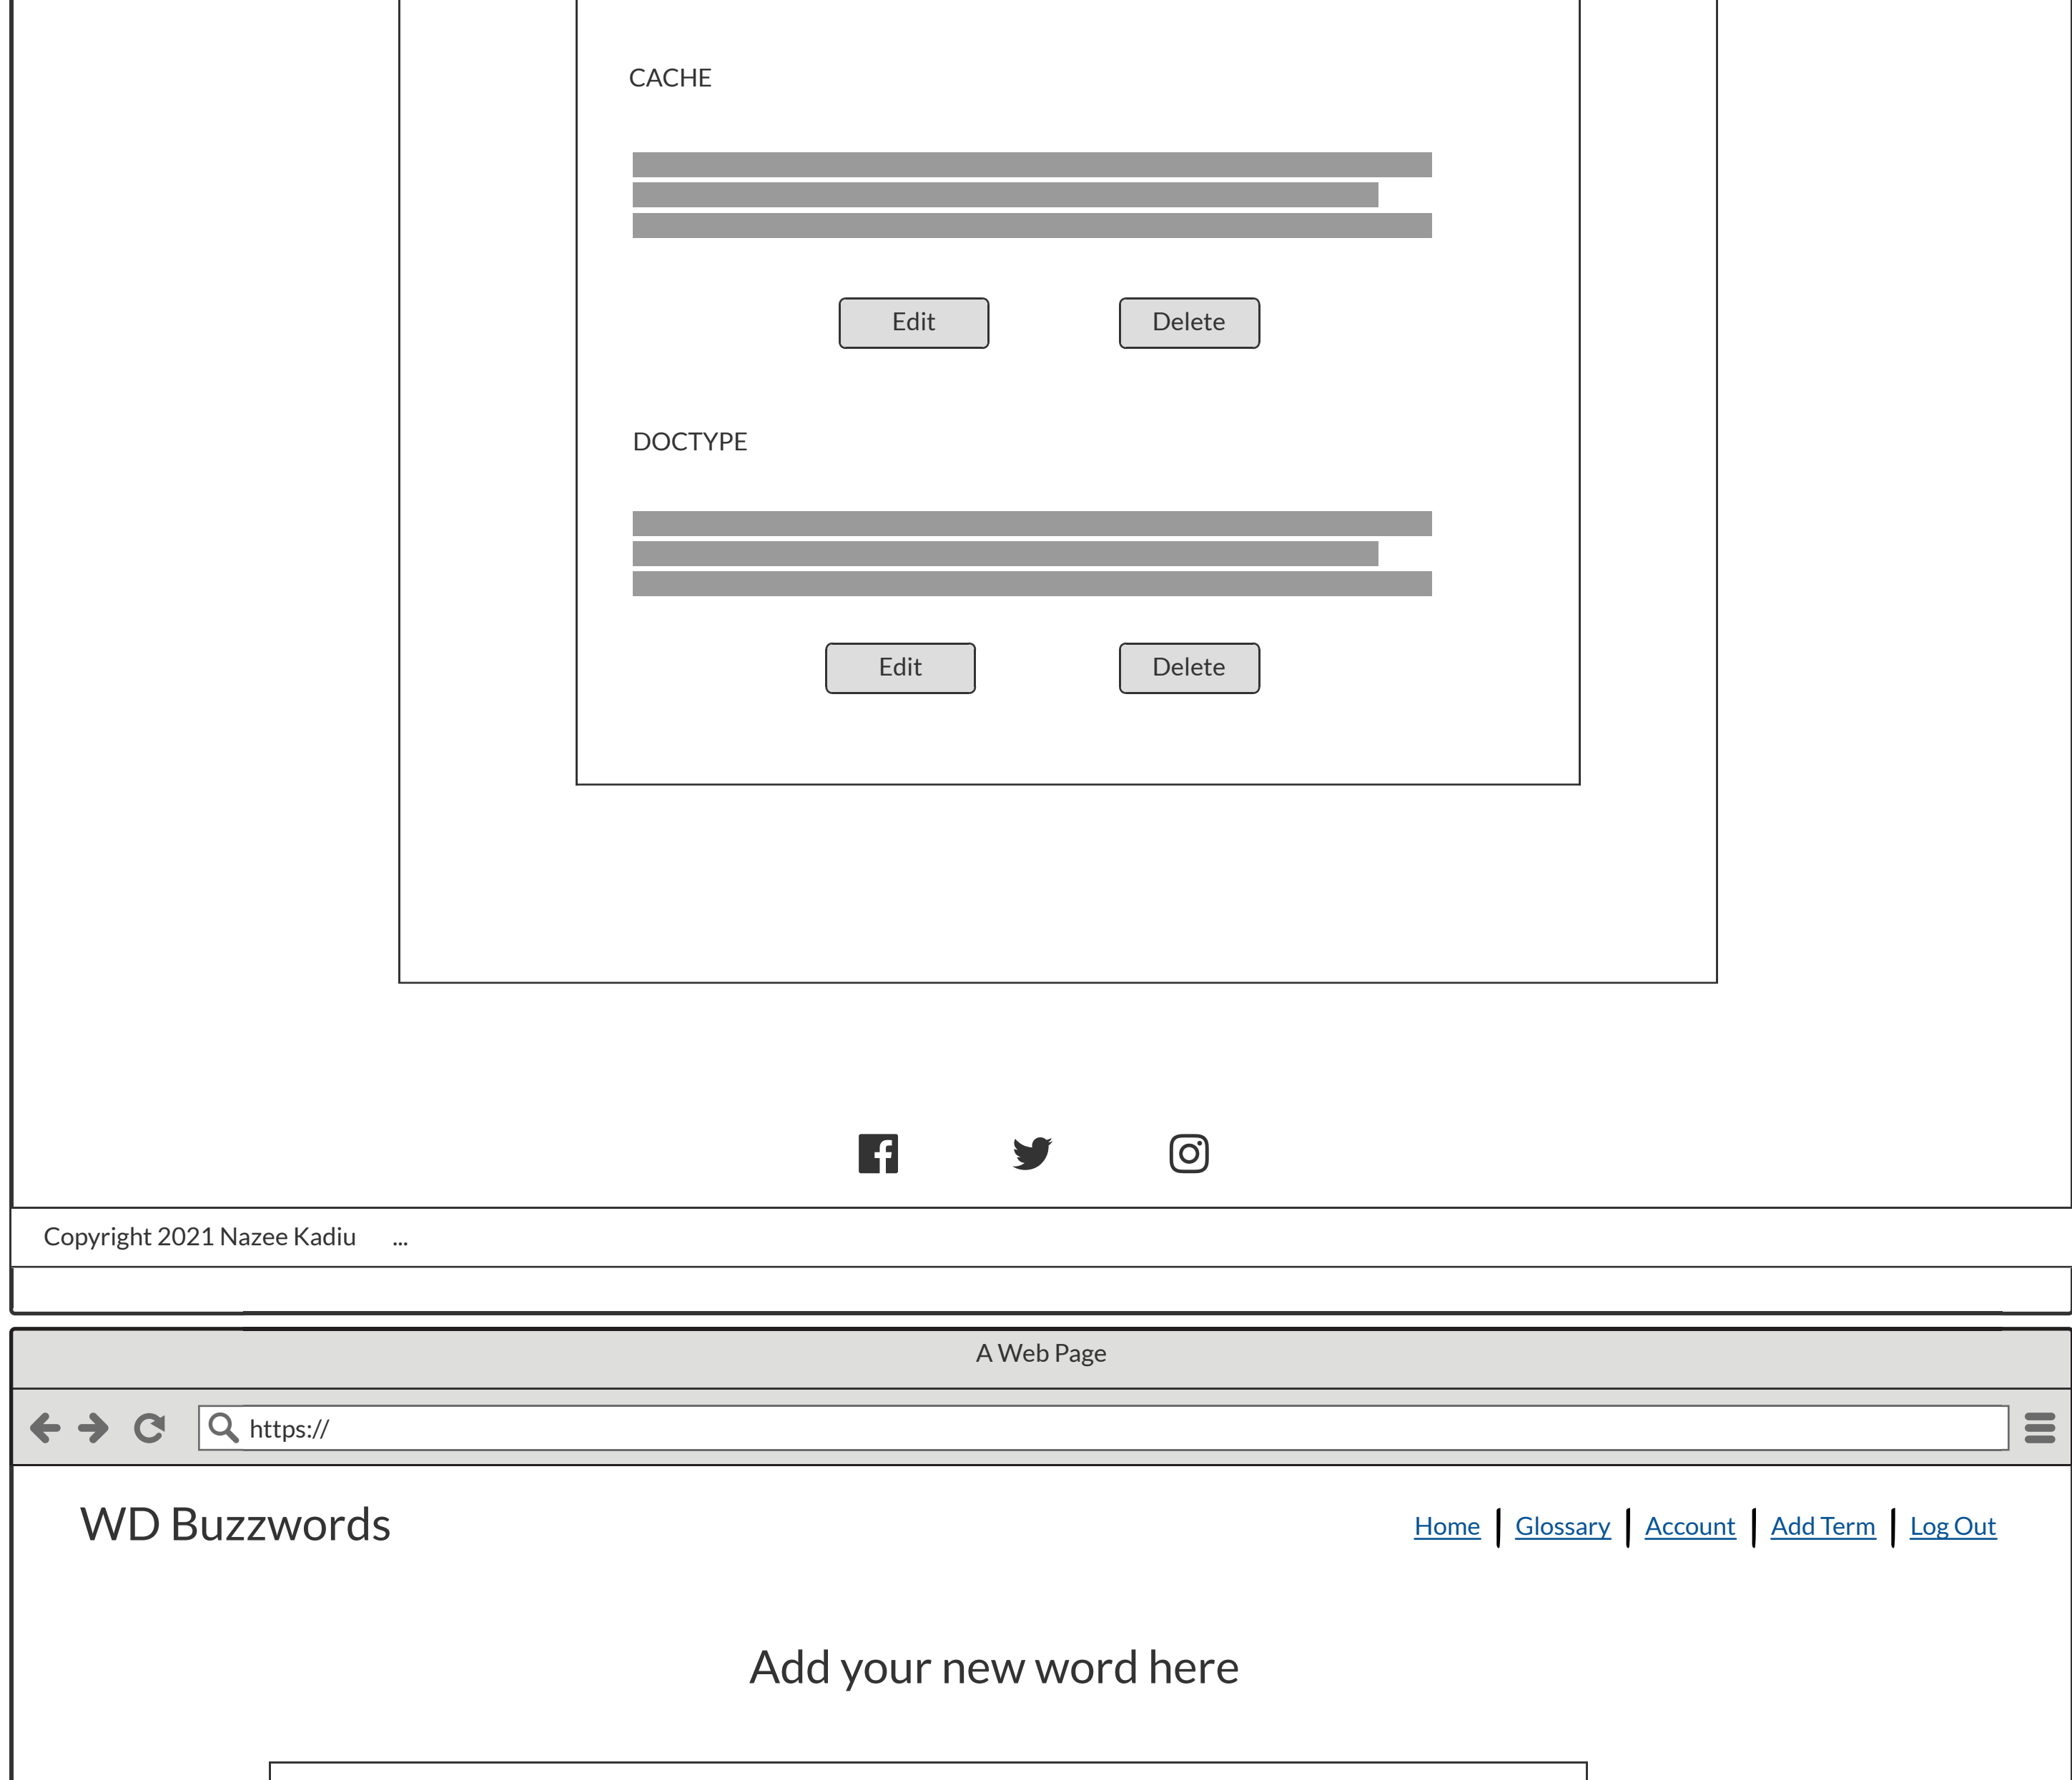 CACHE
Edit Delete
DOCTYPE
Edit Delete
Copyright 2021 Nazee Kadiu ...
A Web Page
https://
WD Buzzwords Home Glossary Account Add Term Log Out
Add your new word here